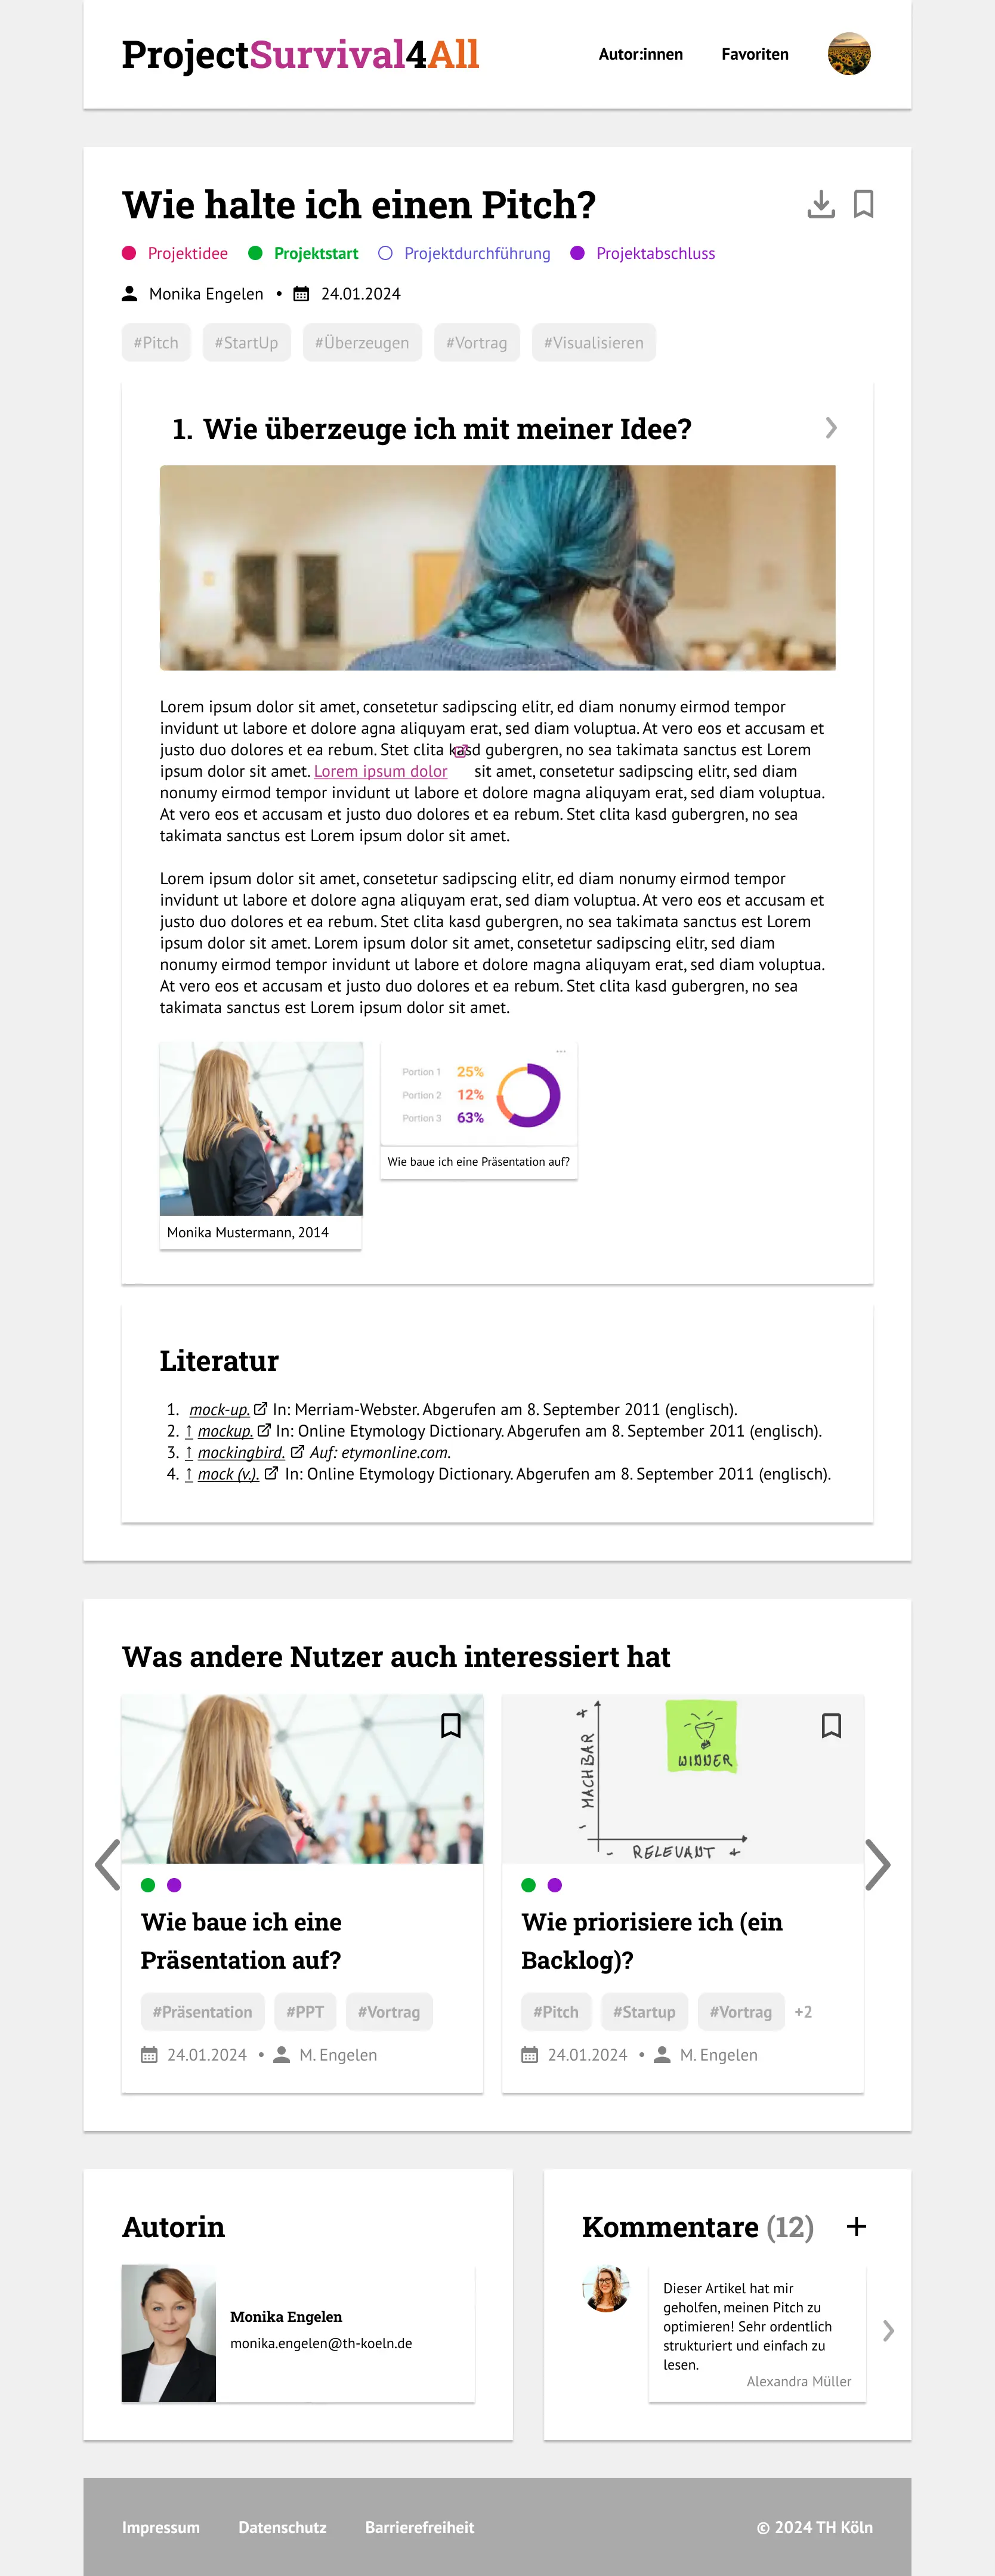 ProjectSurvival4All
Autor:innen Favoriten
Wie halte ich einen Pitch?
Projektidee Projektstart Projektdurchführung Projektabschluss
Monika Engelen • 24.01.2024
#Pitch #StartUp #Überzeugen #Vortrag #Visualisieren
1. Wie überzeuge ich mit meiner Idee?
Lorem ipsum dolor sit amet, consetetur sadipscing elitr, ed diam nonumy eirmod tempor
invidunt ut labore et dolore agna aliquyam erat, sed diam voluptua. At vero eos et accusam et
justo duo dolores et ea rebum. Stet clita gubergren, no sea takimata sanctus est Lorem
ipsum dolor sit amet. Lorem ipsum dolor sit amet, consetetur sadipscing elitr, sed diam
nonumy eirmod tempor invidunt ut labore et dolore magna aliquyam erat, sed diam voluptua.
At vero eos et accusam et justo duo dolores et ea rebum. Stet clita kasd gubergren, no sea
takimata sanctus est Lorem ipsum dolor sit amet.
Lorem ipsum dolor sit amet, consetetur sadipscing elitr, ed diam nonumy eirmod tempor
invidunt ut labore et dolore agna aliquyam erat, sed diam voluptua. At vero eos et accusam et
justo duo dolores et ea rebum. Stet clita kasd gubergren, no sea takimata sanctus est Lorem
ipsum dolor sit amet. Lorem ipsum dolor sit amet, consetetur sadipscing elitr, sed diam
nonumy eirmod tempor invidunt ut labore et dolore magna aliquyam erat, sed diam voluptua.
At vero eos et accusam et justo duo dolores et ea rebum. Stet clita kasd gubergren, no sea
takimata sanctus est Lorem ipsum dolor sit amet.
Portion 1 25%
Portion 2 12%
Portion 3 63%
Wie baue ich eine Präsentation auf?
Monika Mustermann, 2014
Literatur
1. mock-up. In: Merriam-Webster. Abgerufen am 8. September 2011 (englisch).
2. ↑ mockup. In: Online Etymology Dictionary. Abgerufen am 8. September 2011 (englisch).
3. ↑ mockingbird. Auf: etymonline.com.
4. ↑ mock (v.). In: Online Etymology Dictionary. Abgerufen am 8. September 2011 (englisch).
Was andere Nutzer auch interessiert hat
- MACHBAR +
WINNER
- RELEVANT +
Wie baue ich eine
Präsentation auf?
#Präsentation #PPT #Vortrag
24.01.2024 • M. Engelen
Wie priorisiere ich (ein
Backlog)?
#Pitch #Startup #Vortrag +2
24.01.2024 • M. Engelen
Autorin
Monika Engelen
monika.engelen@th-koeln.de
Kommentare (12)
Dieser Artikel hat mir
geholfen, meinen Pitch zu
optimieren! Sehr ordentlich
strukturiert und einfach zu
lesen.
Alexandra Müller
Impressum Datenschutz Barrierefreiheit © 2024 TH Köln